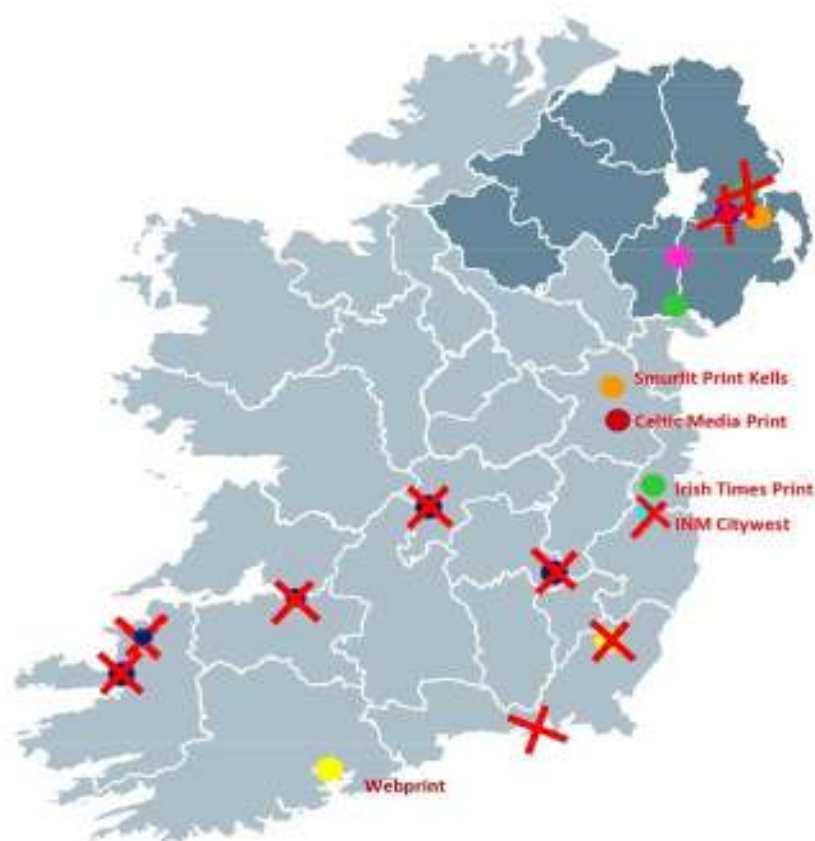 Smurfit Print Kells
Celtic Media Print
Irish Times Print
INM Citywest
Webprint